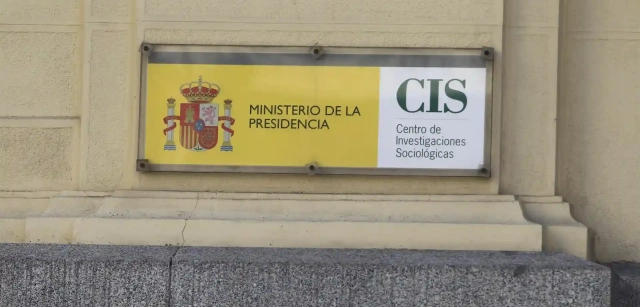 MINISTERIO DE LA
PRESIDENCIA
CIS
Centro de
Investigaciones
Sociológicas